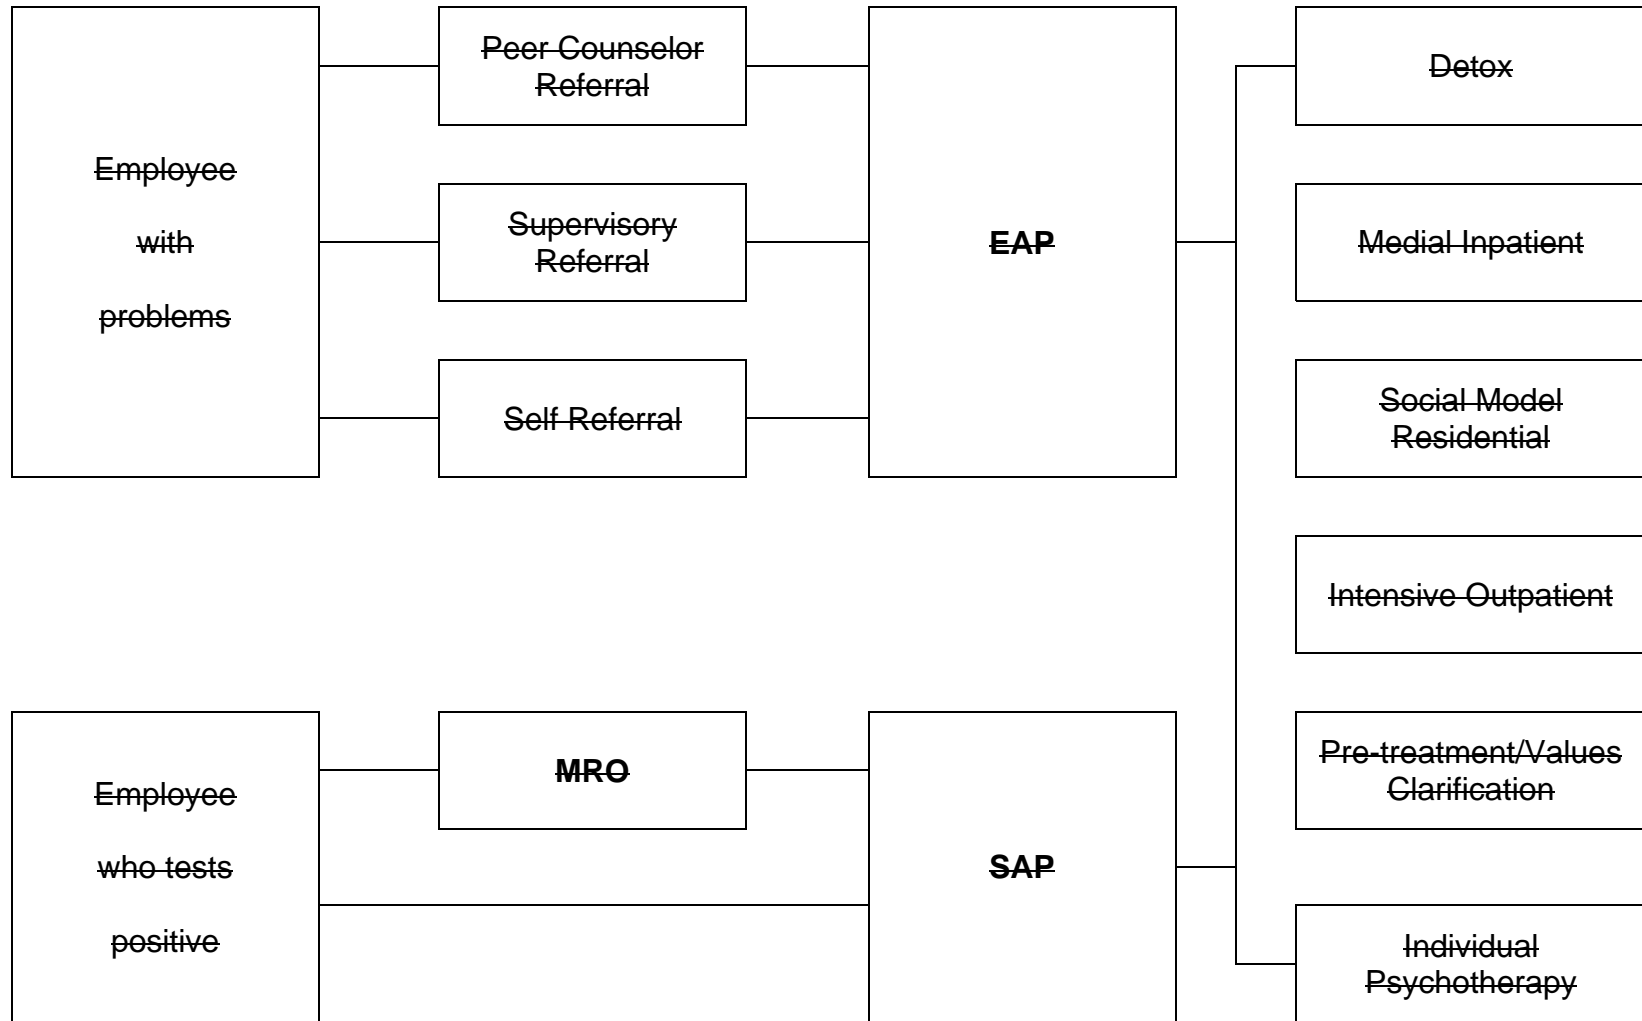 Employee
with
problems
Peer Counselor
Referral
Supervisory
Referral
Self Referral
EAP
Detox
Medial Inpatient
Social Model
Residential
Intensive Outpatient
Pre-treatment/Values
Clarification
Individual
Psychotherapy
Employee
who tests
positive
MRO
SAP